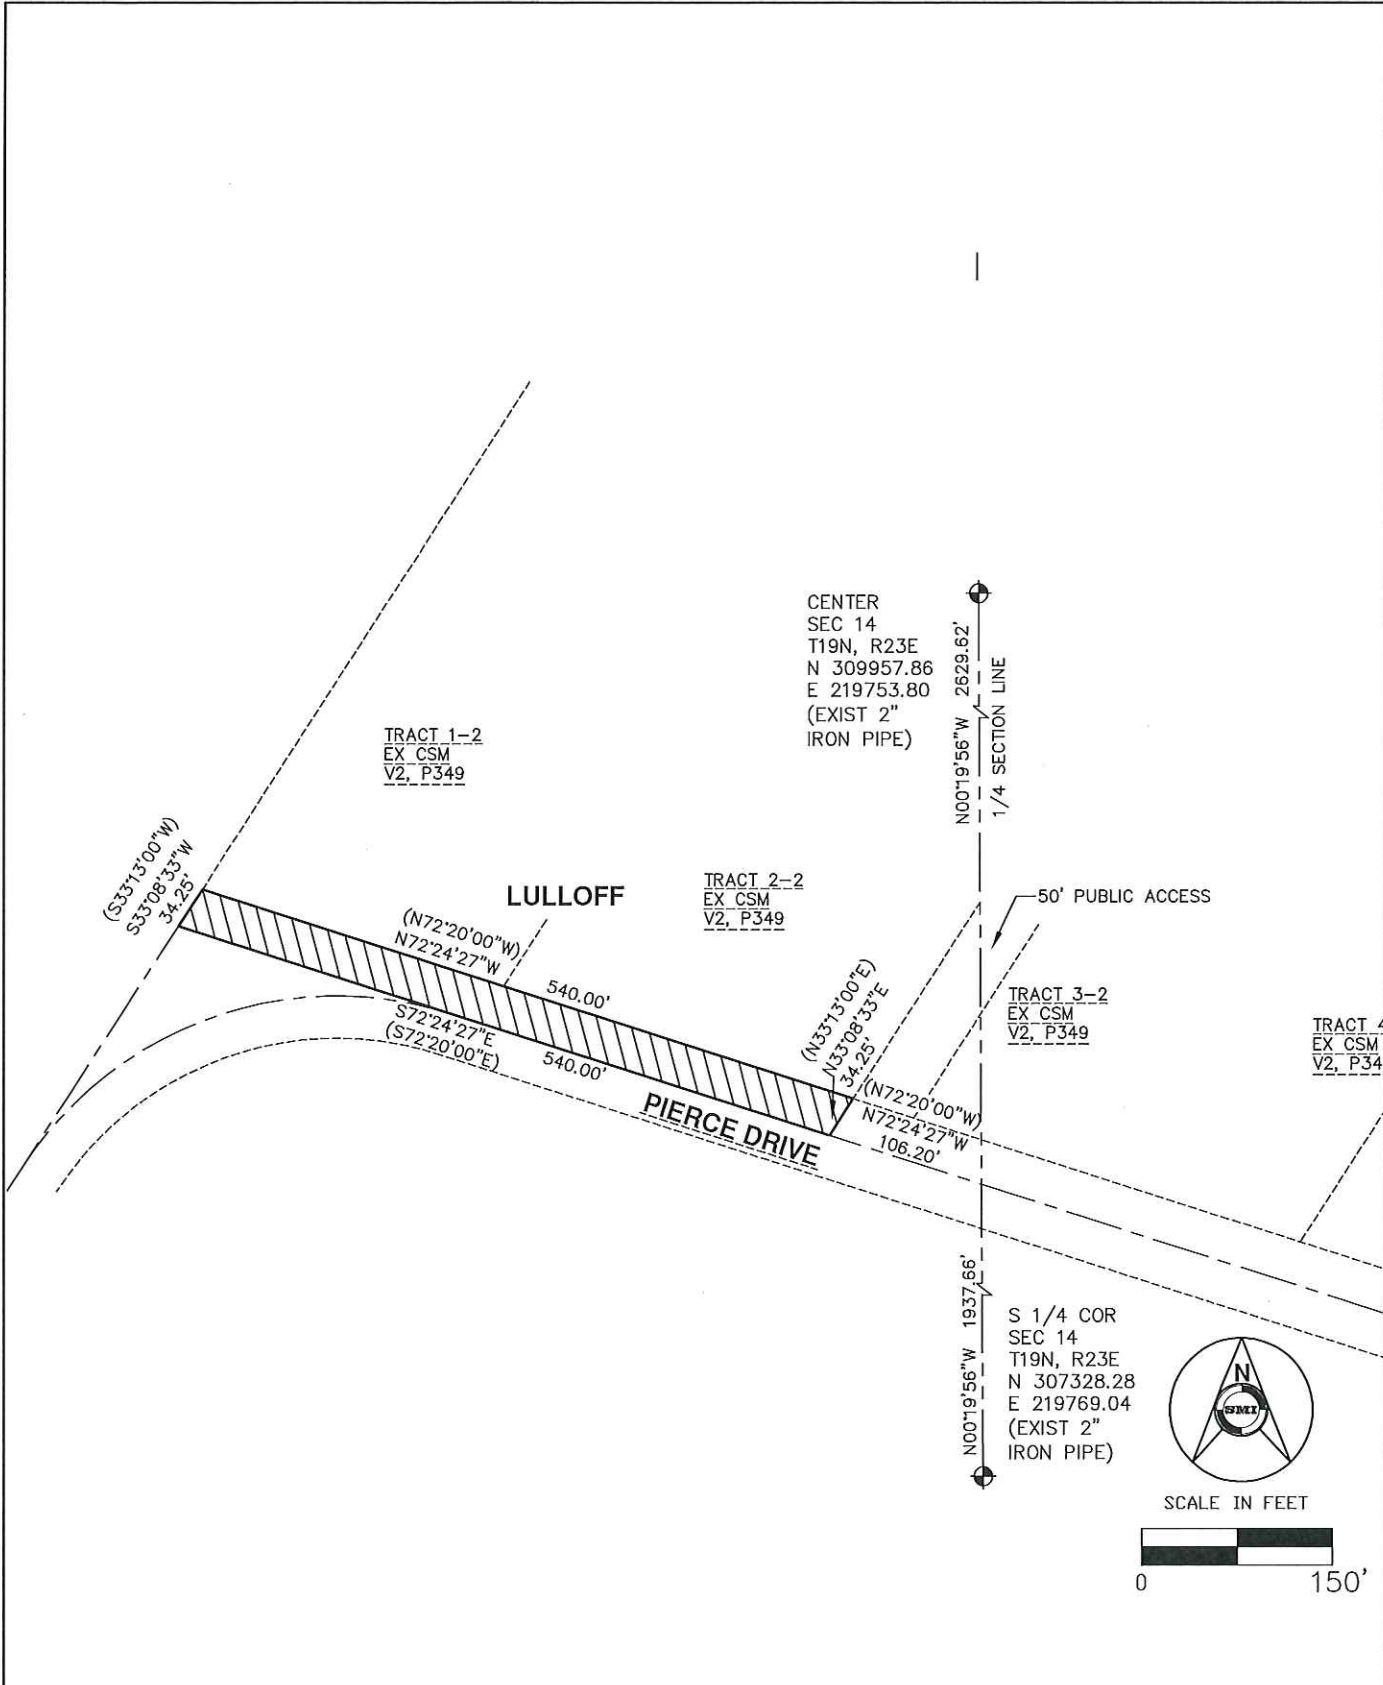 CENTER
SEC 14
T19N, R23E
N 309957.86
E 219753.80
(EXIST 2"
IRON PIPE)
N00°19'56"W 2629.62'
1/4 SECTION LINE
TRACT 1-2
EX CSM
V2, P349
(S33°13'00"W)
S33°08'33"W
34.25'
LULLOFF
TRACT 2-2
EX CSM
V2, P349
50' PUBLIC ACCESS
(N72°20'00"W)
N72°24'27"W
540.00'
(N33°13'00"E)
N33°08'33"E
34.25'
TRACT 3-2
EX CSM
V2, P349
TRACT 4
EX CSM
V2, P34
S72°24'27"E
(S72°20'00"E)
540.00'
PIERCE DRIVE
(N72°20'00"W)
N72°24'27"W
106.20'
N00°19'56"W 1937.66'
S 1/4 COR
SEC 14
T19N, R23E
N 307328.28
E 219769.04
(EXIST 2"
IRON PIPE)
N
SMI
SCALE IN FEET
0 150'